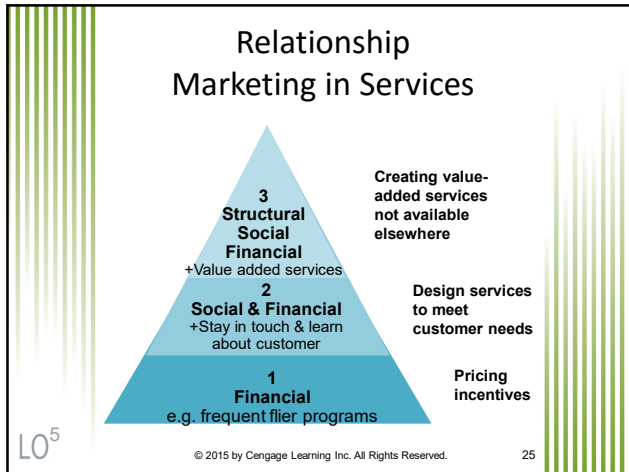 Relationship
Marketing in Services
3
Structural
Social
Financial
+Value added services
Creating value-
added services
not available
elsewhere
2
Social & Financial
+Stay in touch & learn
about customer
Design services
to meet
customer needs
1
Financial
e.g. frequent flier programs
Pricing
incentives
LO5
© 2015 by Cengage Learning Inc. All Rights Reserved.
25